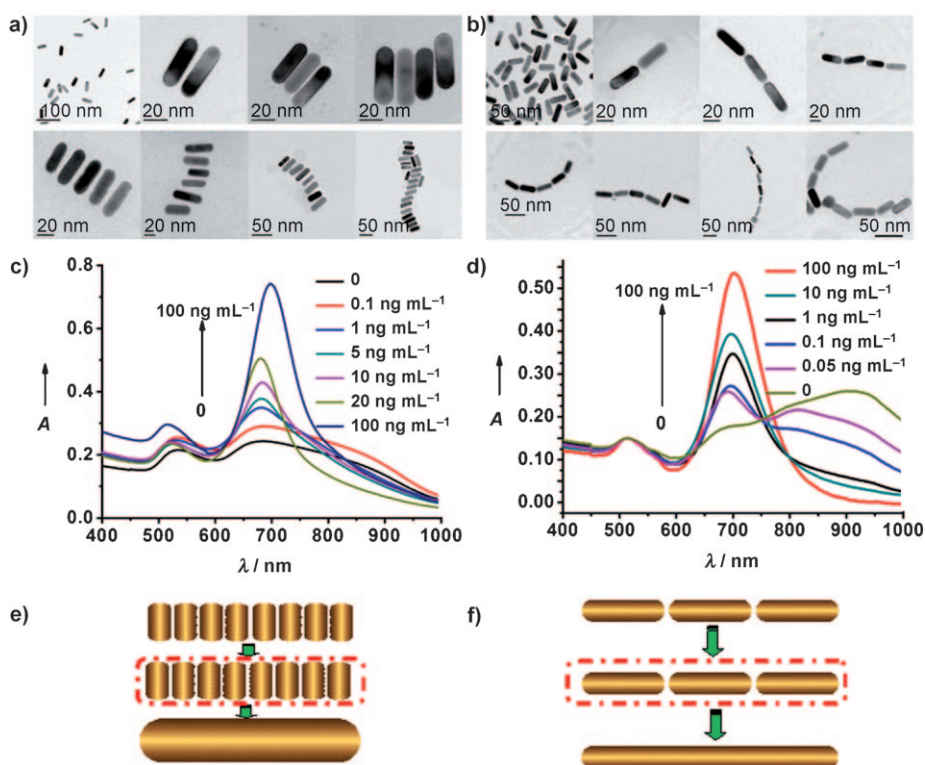 a)
100 nm 20 nm 20 nm 20 nm
20 nm 20 nm 50 nm 50 nm
b)
50 nm 20 nm 20 nm 20 nm
50 nm 50 nm 50 nm 50 nm
c)
0.8
0.6
0.4
0.2
0.0
A
100 ng mL⁻¹
0
0
0.1 ng mL⁻¹
1 ng mL⁻¹
5 ng mL⁻¹
10 ng mL⁻¹
20 ng mL⁻¹
100 ng mL⁻¹
400 500 600 700 800 900 1000
λ / nm
d)
0.50
0.40
0.30
0.20
0.10
0.00
A
100 ng mL⁻¹
0
100 ng mL⁻¹
10 ng mL⁻¹
1 ng mL⁻¹
0.1 ng mL⁻¹
0.05 ng mL⁻¹
0
400 500 600 700 800 900 1000
λ / nm
e)
f)